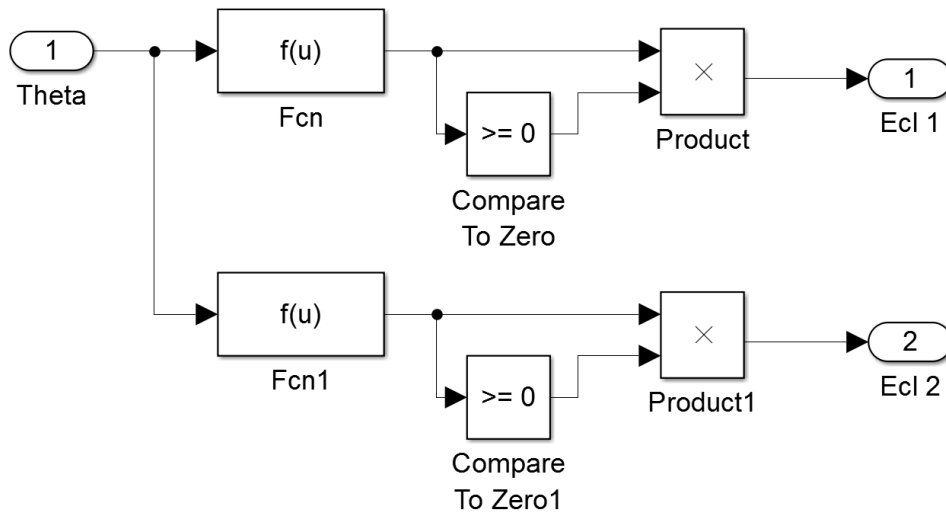 1
Theta
f(u)
Fcn
>= 0
Compare
To Zero
×
Product
1
Ecl 1
f(u)
Fcn1
>= 0
Compare
To Zero1
×
Product1
2
Ecl 2